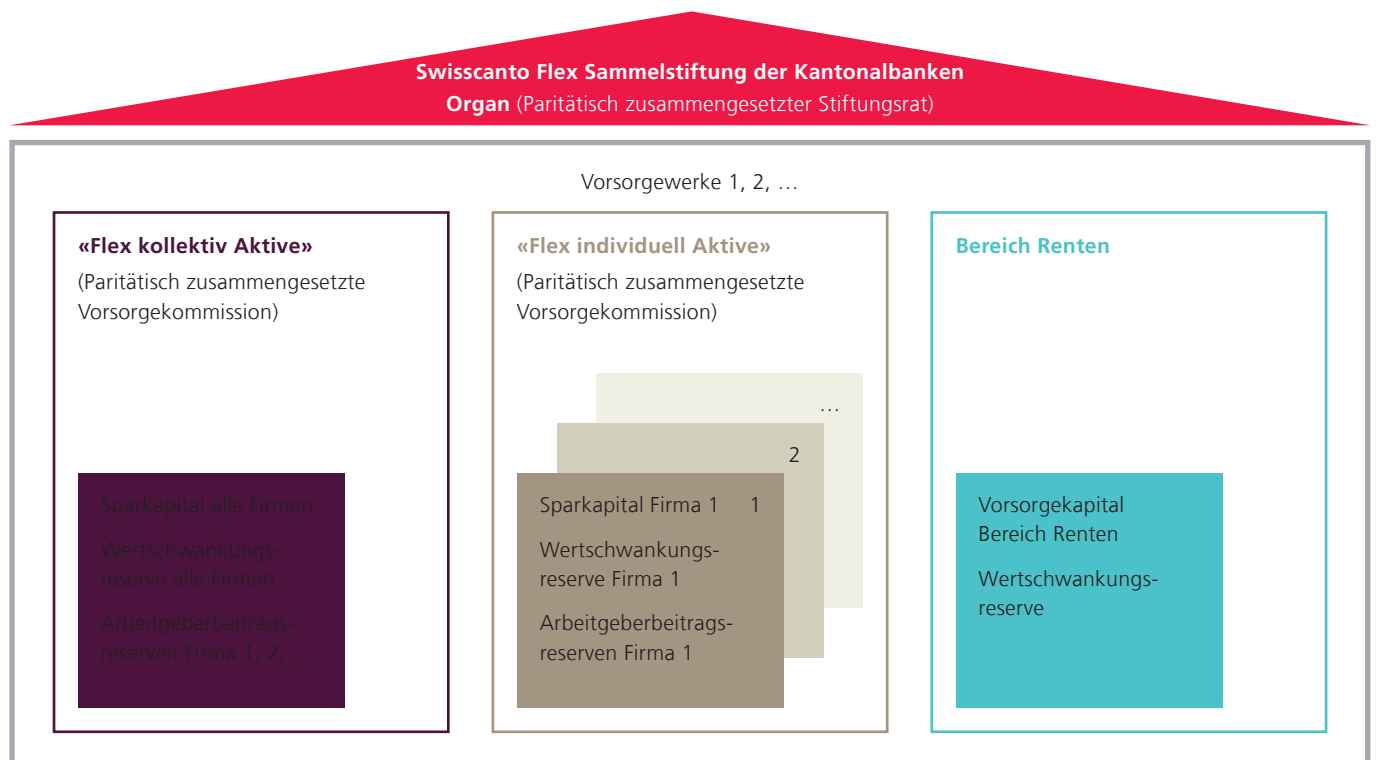 Swisscanto Flex Sammelstiftung der Kantonalbanken
Organ (Paritätisch zusammengesetzter Stiftungsrat)
Vorsorgewerke 1, 2, …
«Flex kollektiv Aktive»
(Paritätisch zusammengesetzte
Vorsorgekommission)
Sparkapital alle Firmen
Wertschwankungs-
reserve alle Firmen
Arbeitgeberbeitrags-
reserven Firma 1, 2, …
«Flex individuell Aktive»
(Paritätisch zusammengesetzte
Vorsorgekommission)
…
2
Sparkapital Firma 1 1
Wertschwankungs-
reserve Firma 1
Arbeitgeberbeitrags-
reserven Firma 1
Bereich Renten
Vorsorgekapital
Bereich Renten
Wertschwankungs-
reserve